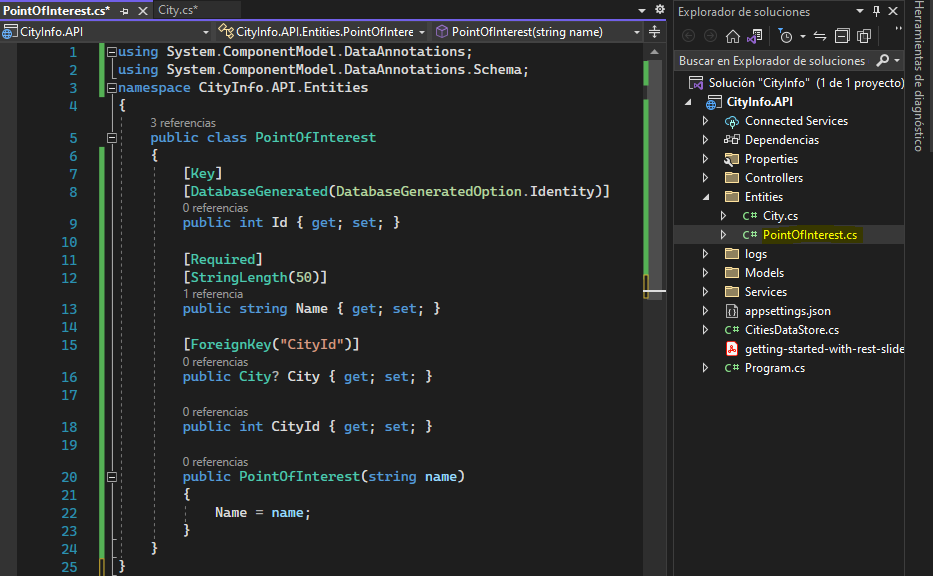 PointOfInterest.cs*
City.cs*
CityInfo.API
CityInfo.API.Entities.PointOfIntere
PointOfInterest(string name)
1 using System.ComponentModel.DataAnnotations;
2 using System.ComponentModel.DataAnnotations.Schema;
3 namespace CityInfo.API.Entities
4 {
3 referencias
5 public class PointOfInterest
6 {
7 [Key]
8 [DatabaseGenerated(DatabaseGeneratedOption.Identity)]
0 referencias
9 public int Id { get; set; }
10
11 [Required]
12 [StringLength(50)]
1 referencia
13 public string Name { get; set; }
14
15 [ForeignKey("CityId")]
0 referencias
16 public City? City { get; set; }
17
0 referencias
18 public int CityId { get; set; }
19
0 referencias
20 public PointOfInterest(string name)
21 {
22 Name = name;
23 }
24 }
25 }
Explorador de soluciones
Buscar en Explorador de soluciones
Solución "CityInfo" (1 de 1 proyecto)
CityInfo.API
Connected Services
Dependencias
Properties
Controllers
Entities
C# City.cs
C# PointOfInterest.cs
logs
Models
Services
appsettings.json
C# CitiesDataStore.cs
getting-started-with-rest-slide
C# Program.cs
Herramientas de diagnóstico